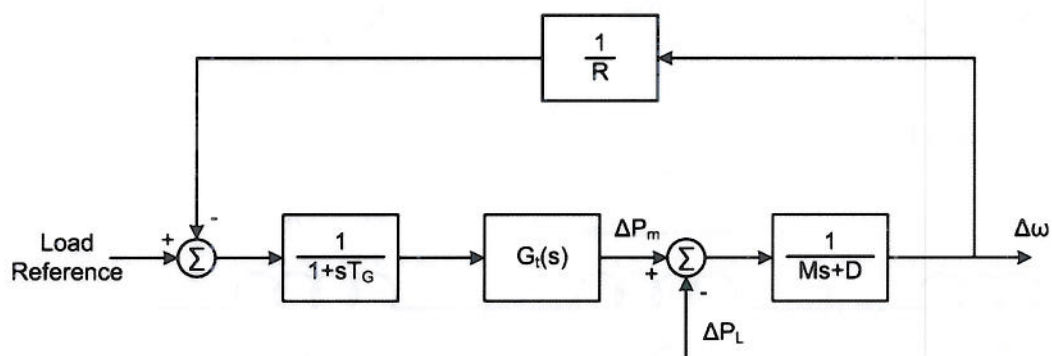 1
R
-
Load
Reference
+
Σ
1
1+sT_G
G_t(s)
ΔP_m
+
Σ
-
ΔP_L
1
Ms+D
Δω